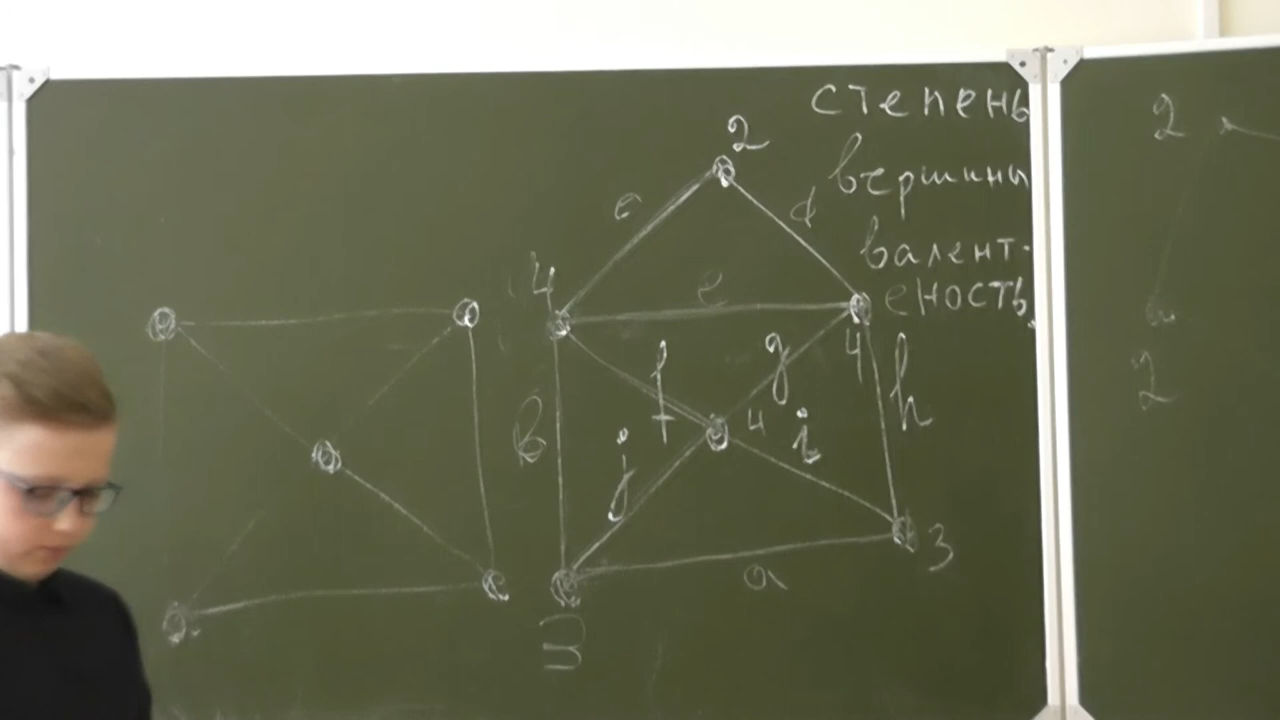 степень
вершины
валент-
еность
2
c
d
4
e
4
b
f
g
h
4
j
i
3
a
3
2
2